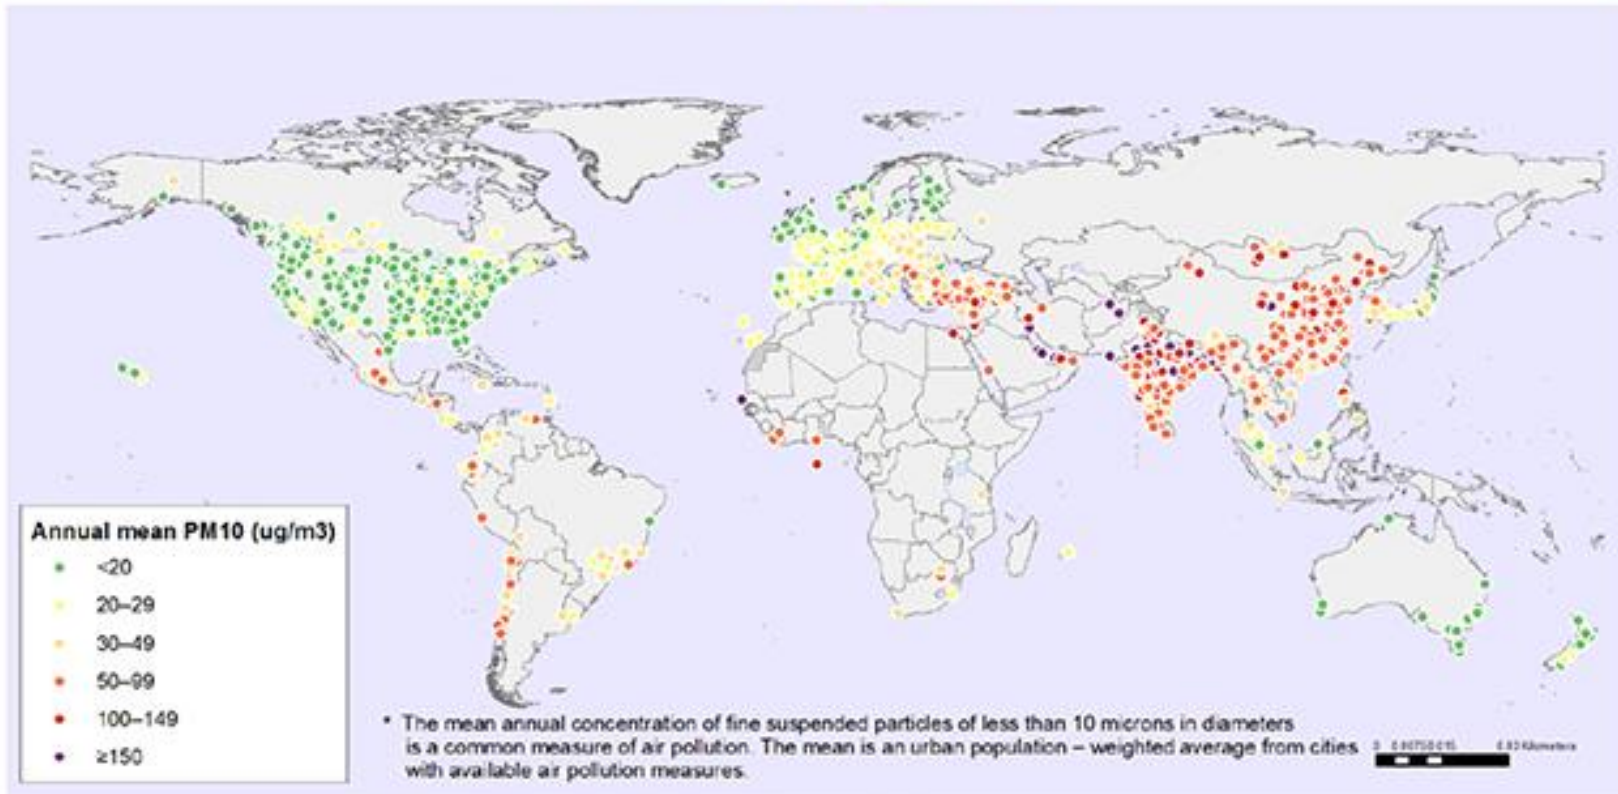 Annual mean PM10 (ug/m3)
<20
20–29
30–49
50–99
100–149
≥150
* The mean annual concentration of fine suspended particles of less than 10 microns in diameters
is a common measure of air pollution. The mean is an urban population – weighted average from cities
with available air pollution measures.